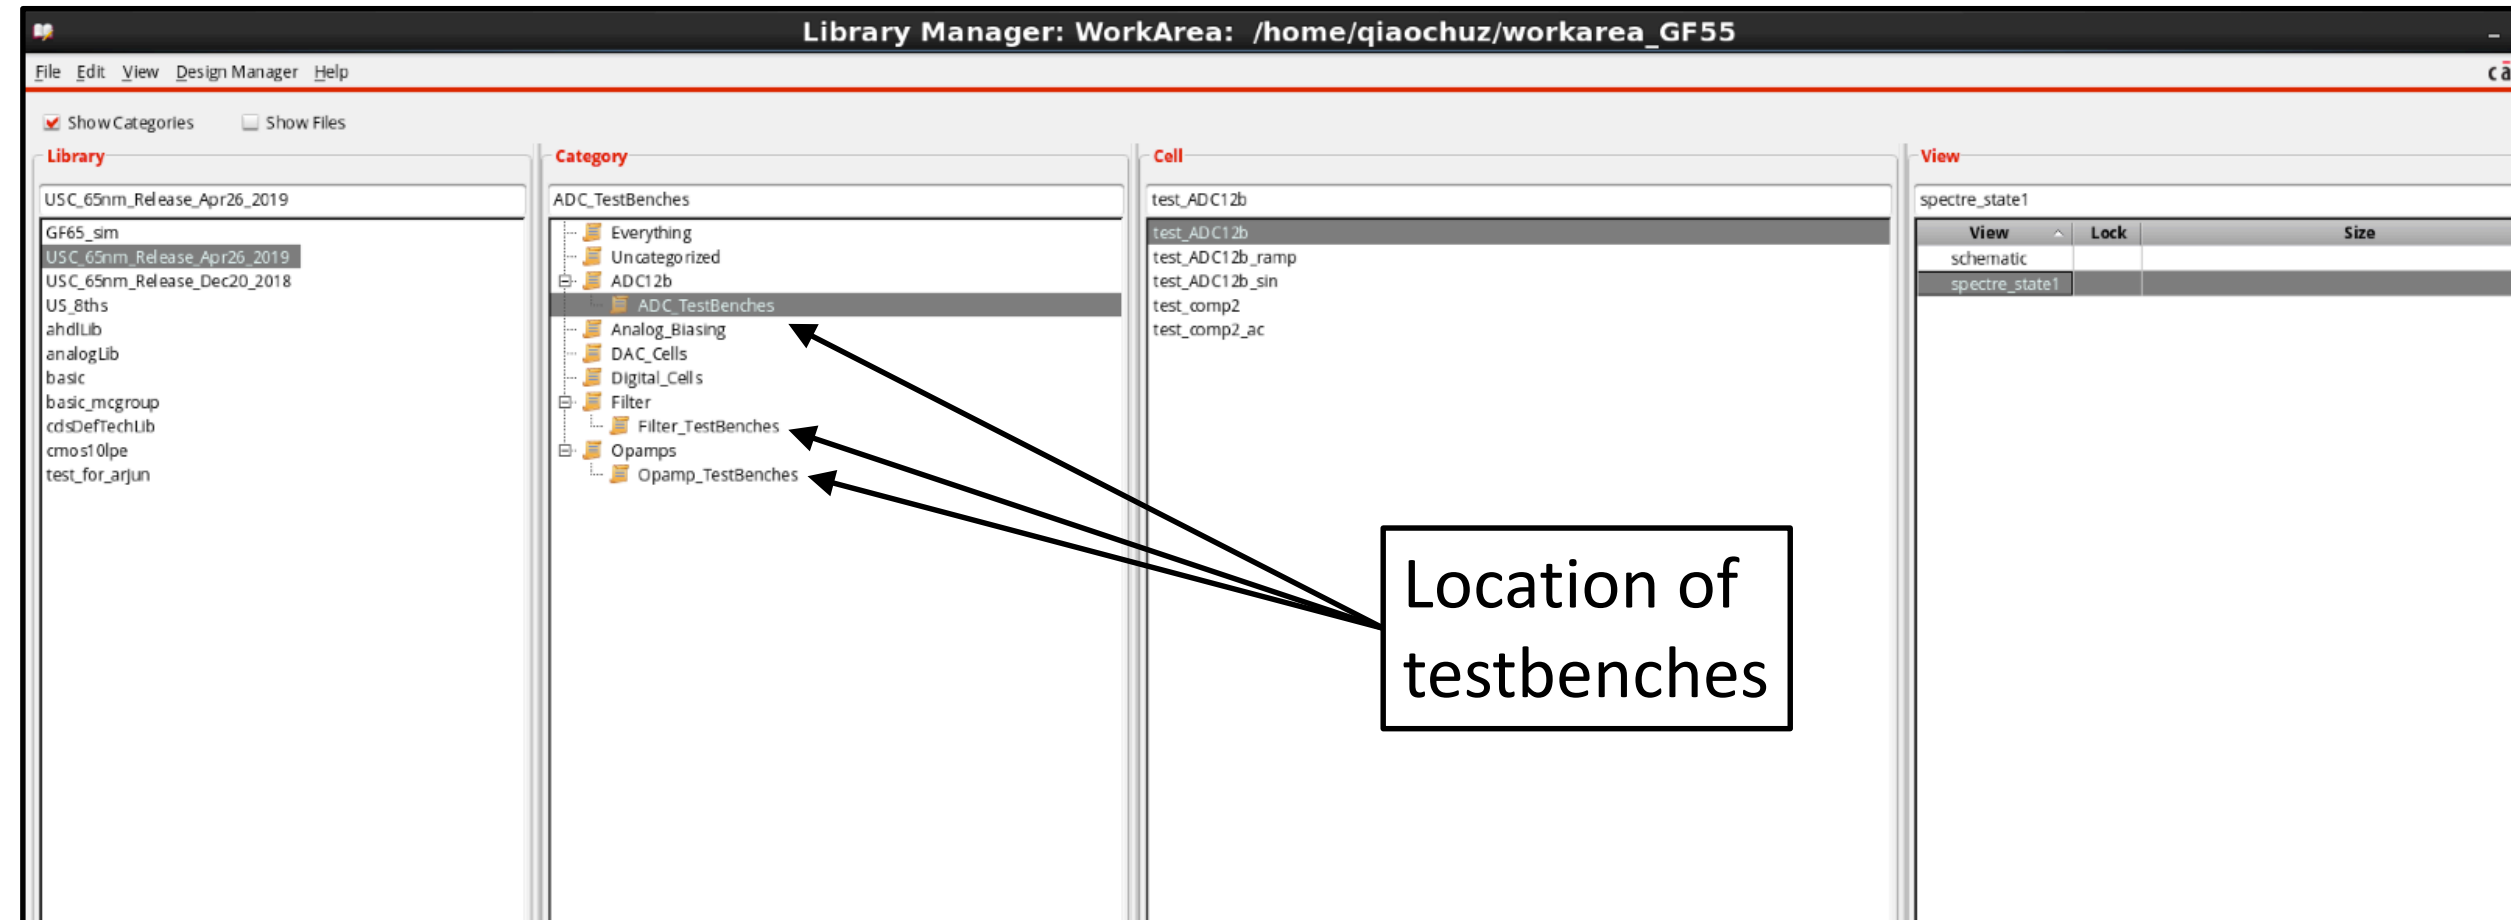 Library Manager: WorkArea: /home/qiaochuz/workarea_GF55
File Edit View Design Manager Help
Show Categories Show Files
Library
USC_65nm_Release_Apr26_2019
GF65_sim
USC_65nm_Release_Apr26_2019
USC_65nm_Release_Dec20_2018
US_8ths
ahdlLib
analogLib
basic
basic_mcgroup
cdsDefTechLib
cmos10lpe
test_for_arjun
Category
ADC_TestBenches
Everything
Uncategorized
ADC12b
ADC_TestBenches
Analog_Biasing
DAC_Cells
Digital_Cells
Filter
Filter_TestBenches
Opamps
Opamp_TestBenches
Cell
test_ADC12b
test_ADC12b
test_ADC12b_ramp
test_ADC12b_sin
test_comp2
test_comp2_ac
View
spectre_state1
View Lock Size
schematic
spectre_state1
Location of
testbenches